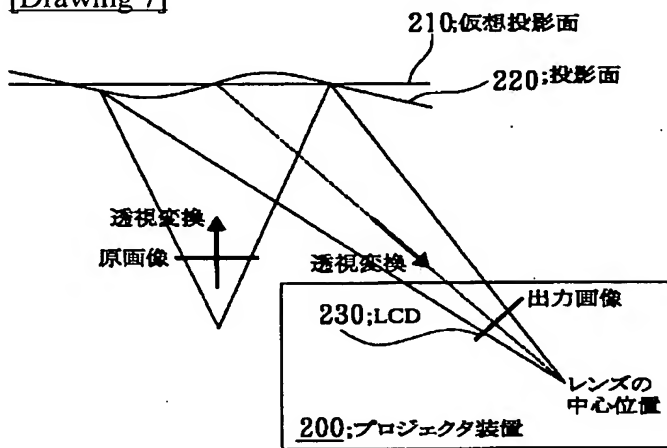 [Drawing 7]
210;仮想投影面
220;投影面
透視変換
原画像
透視変換
出力画像
230;LCD
レンズの
中心位置
200;プロジェクタ装置